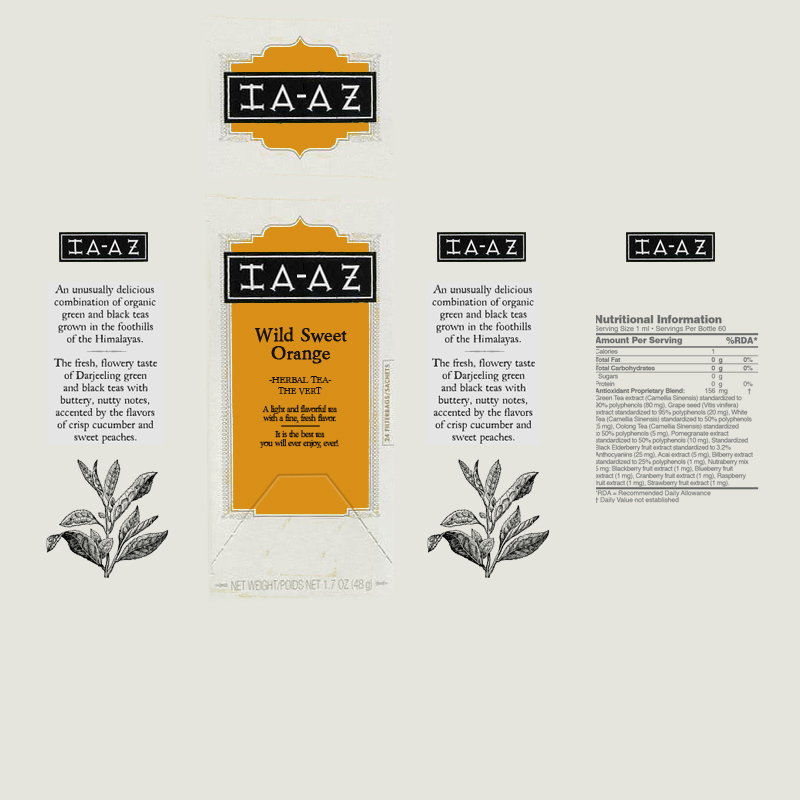 IA-AZ
IA-AZ
An unusually delicious
combination of organic
green and black teas
grown in the foothills
of the Himalayas.
The fresh, flowery taste
of Darjeeling green
and black teas with
buttery, nutty notes,
accented by the flavors
of crisp cucumber and
sweet peaches.
IA-AZ
Wild Sweet
Orange
-HERBAL TEA-
THE VERT
A light and flavorful tea
with a fine, fresh flavor.
It is the best tea
you will ever enjoy, ever!
24 FILTERBAGS/SACHETS
NET WEIGHT/POIDS NET 1.7 OZ (48 g)
IA-AZ
An unusually delicious
combination of organic
green and black teas
grown in the foothills
of the Himalayas.
The fresh, flowery taste
of Darjeeling green
and black teas with
buttery, nutty notes,
accented by the flavors
of crisp cucumber and
sweet peaches.
IA-AZ
Nutritional Information
Serving Size 1 ml • Servings Per Bottle 60
Amount Per Serving %RDA*
Calories 1
Total Fat 0 g 0%
Total Carbohydrates 0 g 0%
Sugars 0 g
Protein 0 g 0%
Antioxidant Proprietary Blend: 156 mg †
Green Tea extract (Camellia Sinensis) standardized to
90% polyphenols (80 mg), Grape seed (Vitis vinifera)
extract standardized to 95% polyphenols (20 mg), White
Tea (Camellia Sinensis) standardized to 50% polyphenols
(5 mg), Oolong Tea (Camellia Sinensis) standardized
to 50% polyphenols (5 mg), Pomegranate extract
standardized to 50% polyphenols (10 mg), Standardized
Black Elderberry fruit extract standardized to 3.2%
Anthocyanins (25 mg), Acai extract (5 mg), Bilberry extract
standardized to 25% polyphenols (1 mg), Nutraberry mix
5 mg: Blackberry fruit extract (1 mg), Blueberry fruit
extract (1 mg), Cranberry fruit extract (1 mg), Raspberry
fruit extract (1 mg), Strawberry fruit extract (1 mg).
*RDA = Recommended Daily Allowance
† Daily Value not established